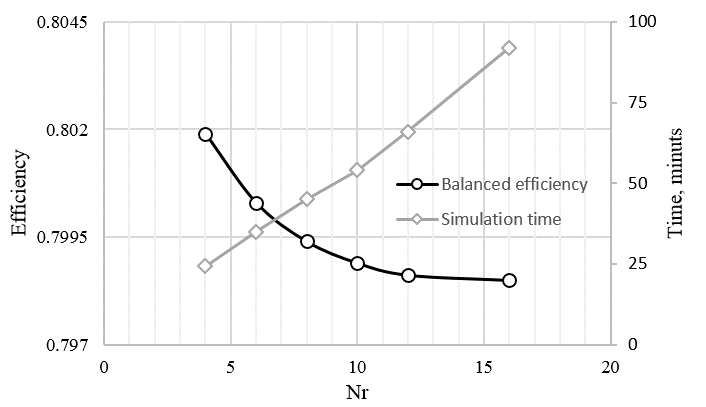 0.8045
0.802
0.7995
0.797
Efficiency
0
5
10
15
20
Nr
100
75
50
25
0
Time, minuts
Balanced efficiency
Simulation time